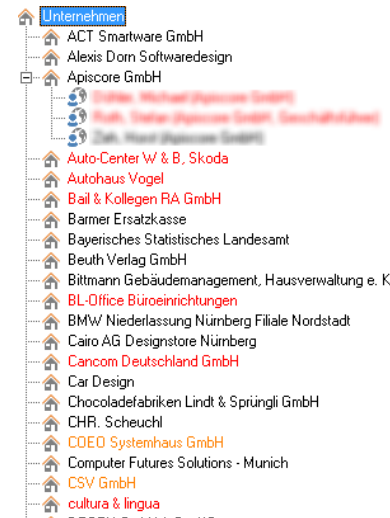 Unternehmen
ACT Smartware GmbH
Alexis Dorn Softwaredesign
Apiscore GmbH
Auto-Center W & B, Skoda
Autohaus Vogel
Bail & Kollegen RA GmbH
Barmer Ersatzkasse
Bayerisches Statistisches Landesamt
Beuth Verlag GmbH
Bittmann Gebäudemanagement, Hausverwaltung e. K
BL-Office Büroeinrichtungen
BMW Niederlassung Nürnberg Filiale Nordstadt
Cairo AG Designstore Nürnberg
Cancom Deutschland GmbH
Car Design
Chocoladefabriken Lindt & Sprüngli GmbH
CHR. Scheuchl
COEO Systemhaus GmbH
Computer Futures Solutions - Munich
CSV GmbH
cultura & lingua